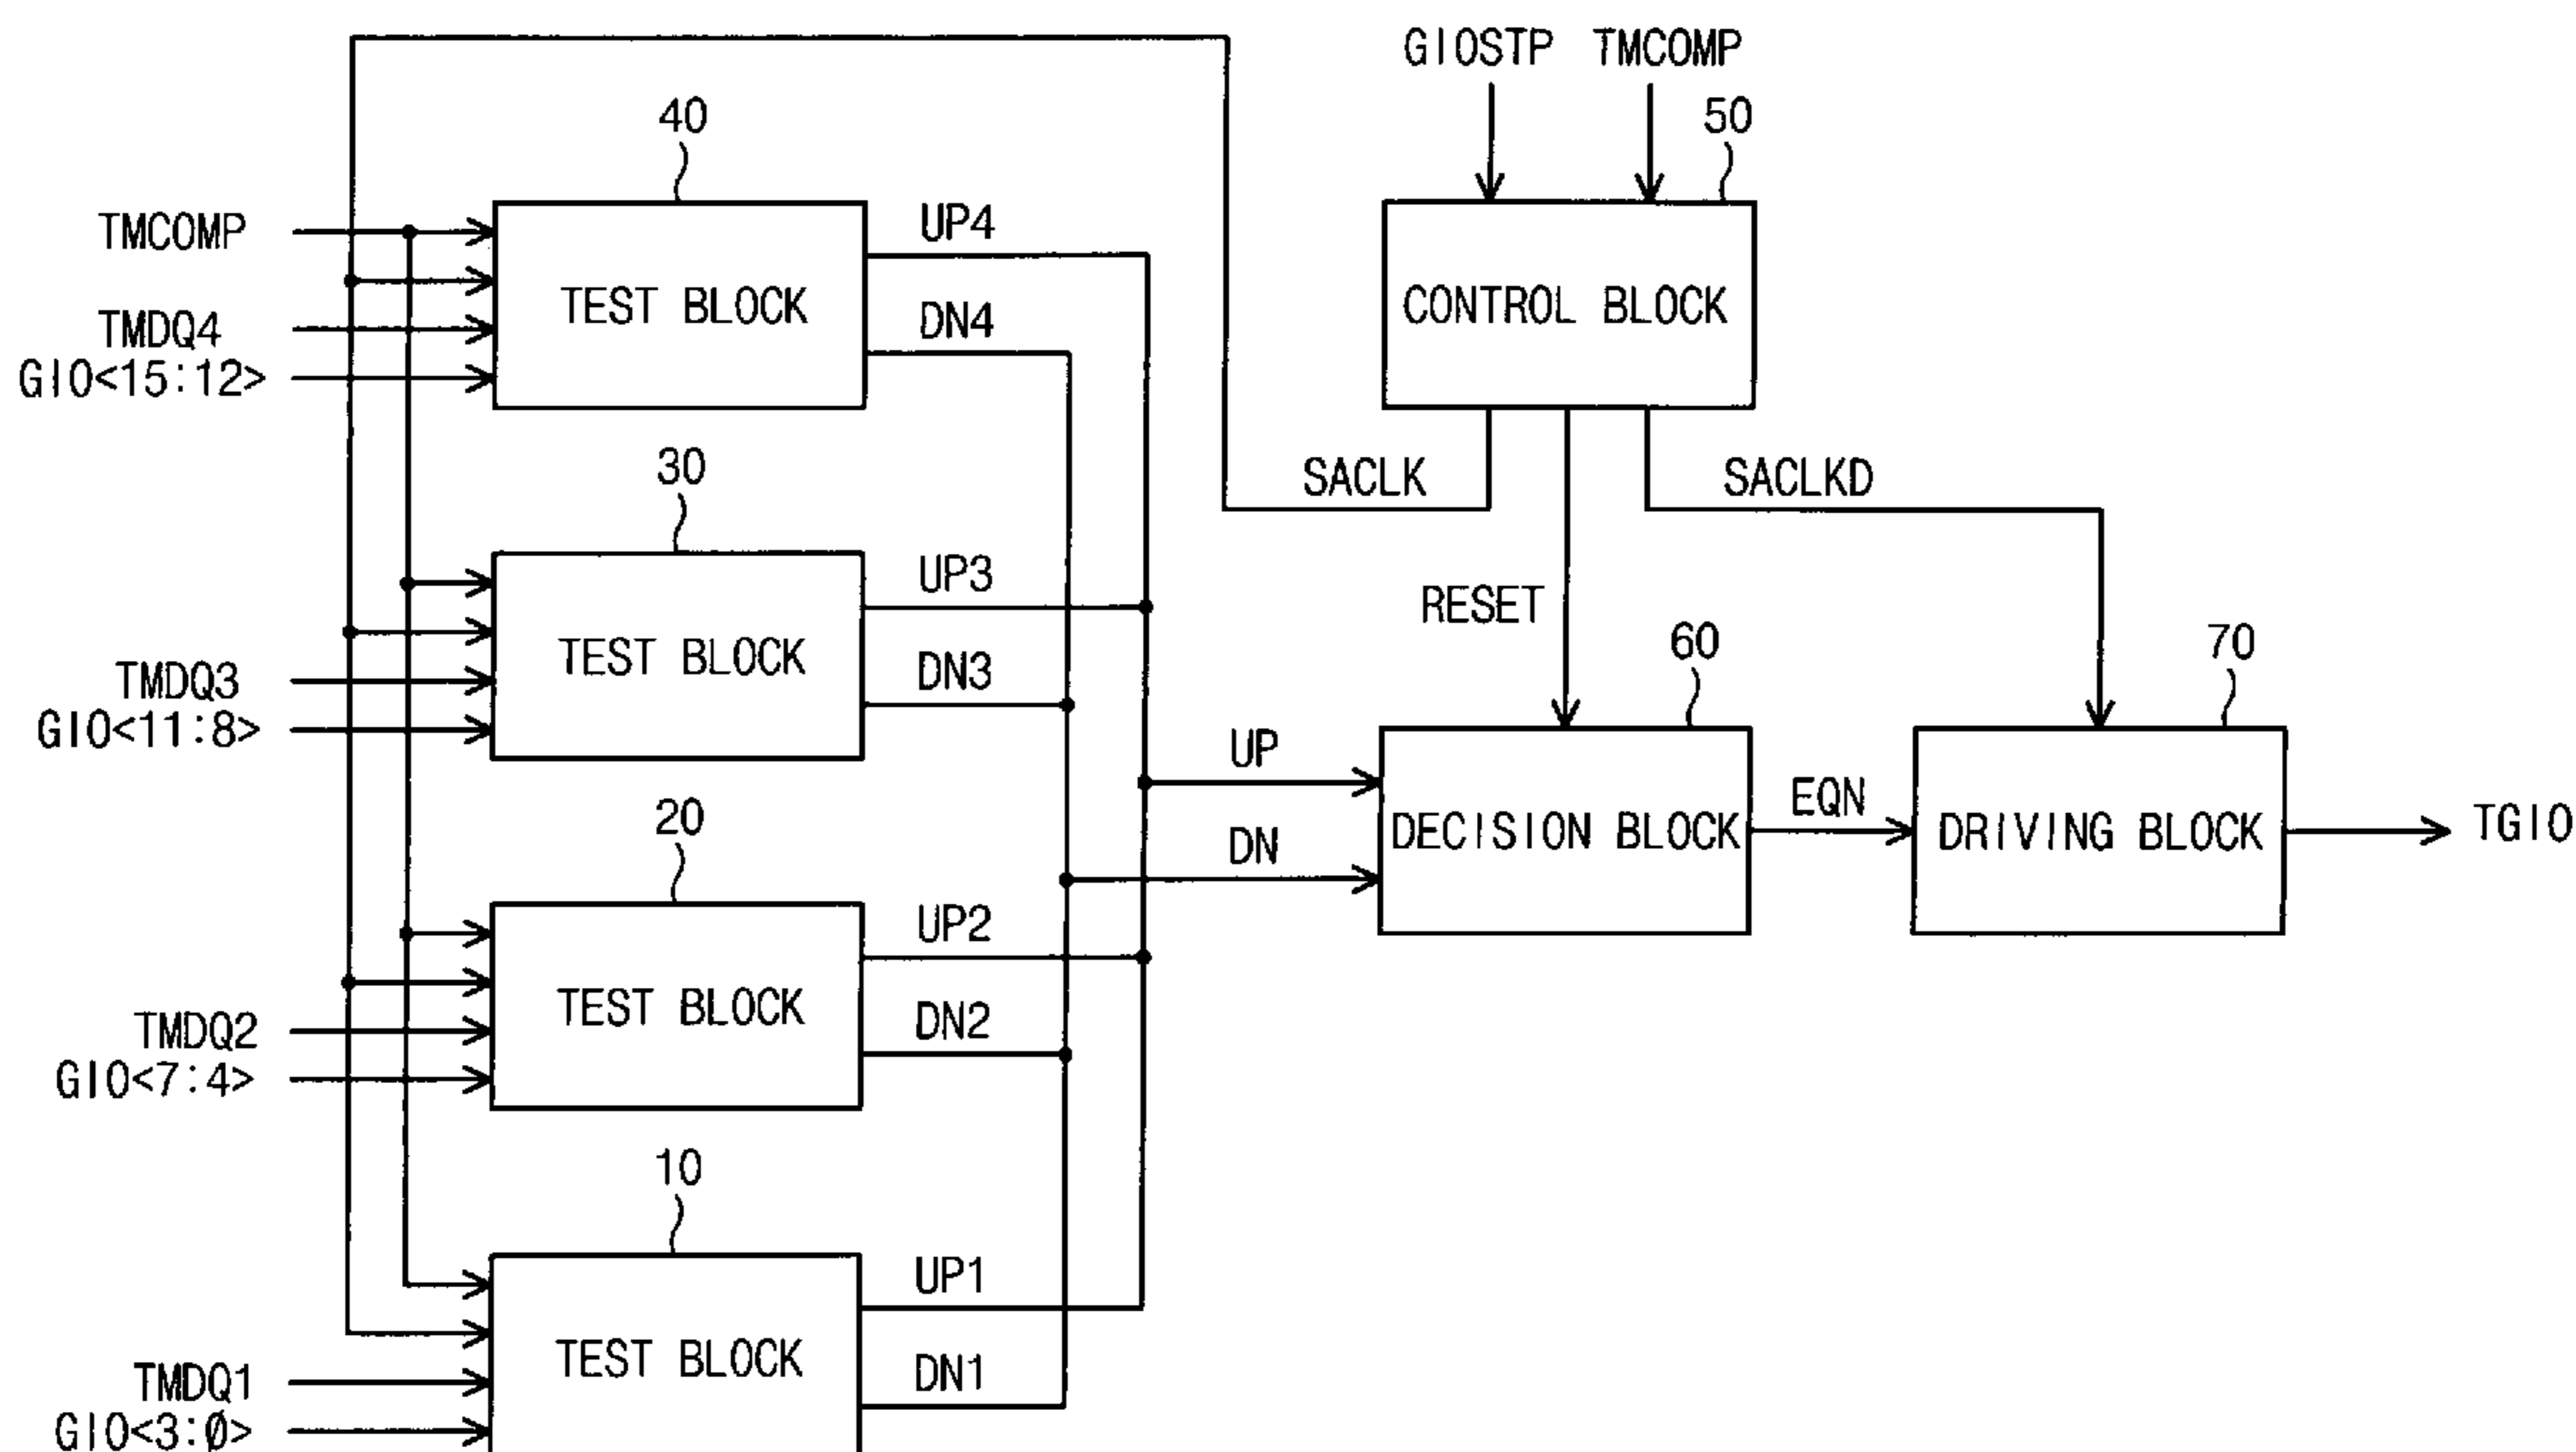 GIOSTP TMCOMP
40
50
TMCOMP
UP4
TEST BLOCK
CONTROL BLOCK
TMDQ4
DN4
GIO<15:12>
30
SACLK
SACLKD
UP3
RESET
TEST BLOCK
60
70
TMDQ3
DN3
GIO<11:8>
UP
20
EQN
DECISION BLOCK
DRIVING BLOCK
TGIO
DN
UP2
TEST BLOCK
TMDQ2
DN2
GIO<7:4>
10
UP1
TEST BLOCK
TMDQ1
DN1
GIO<3:Ø>